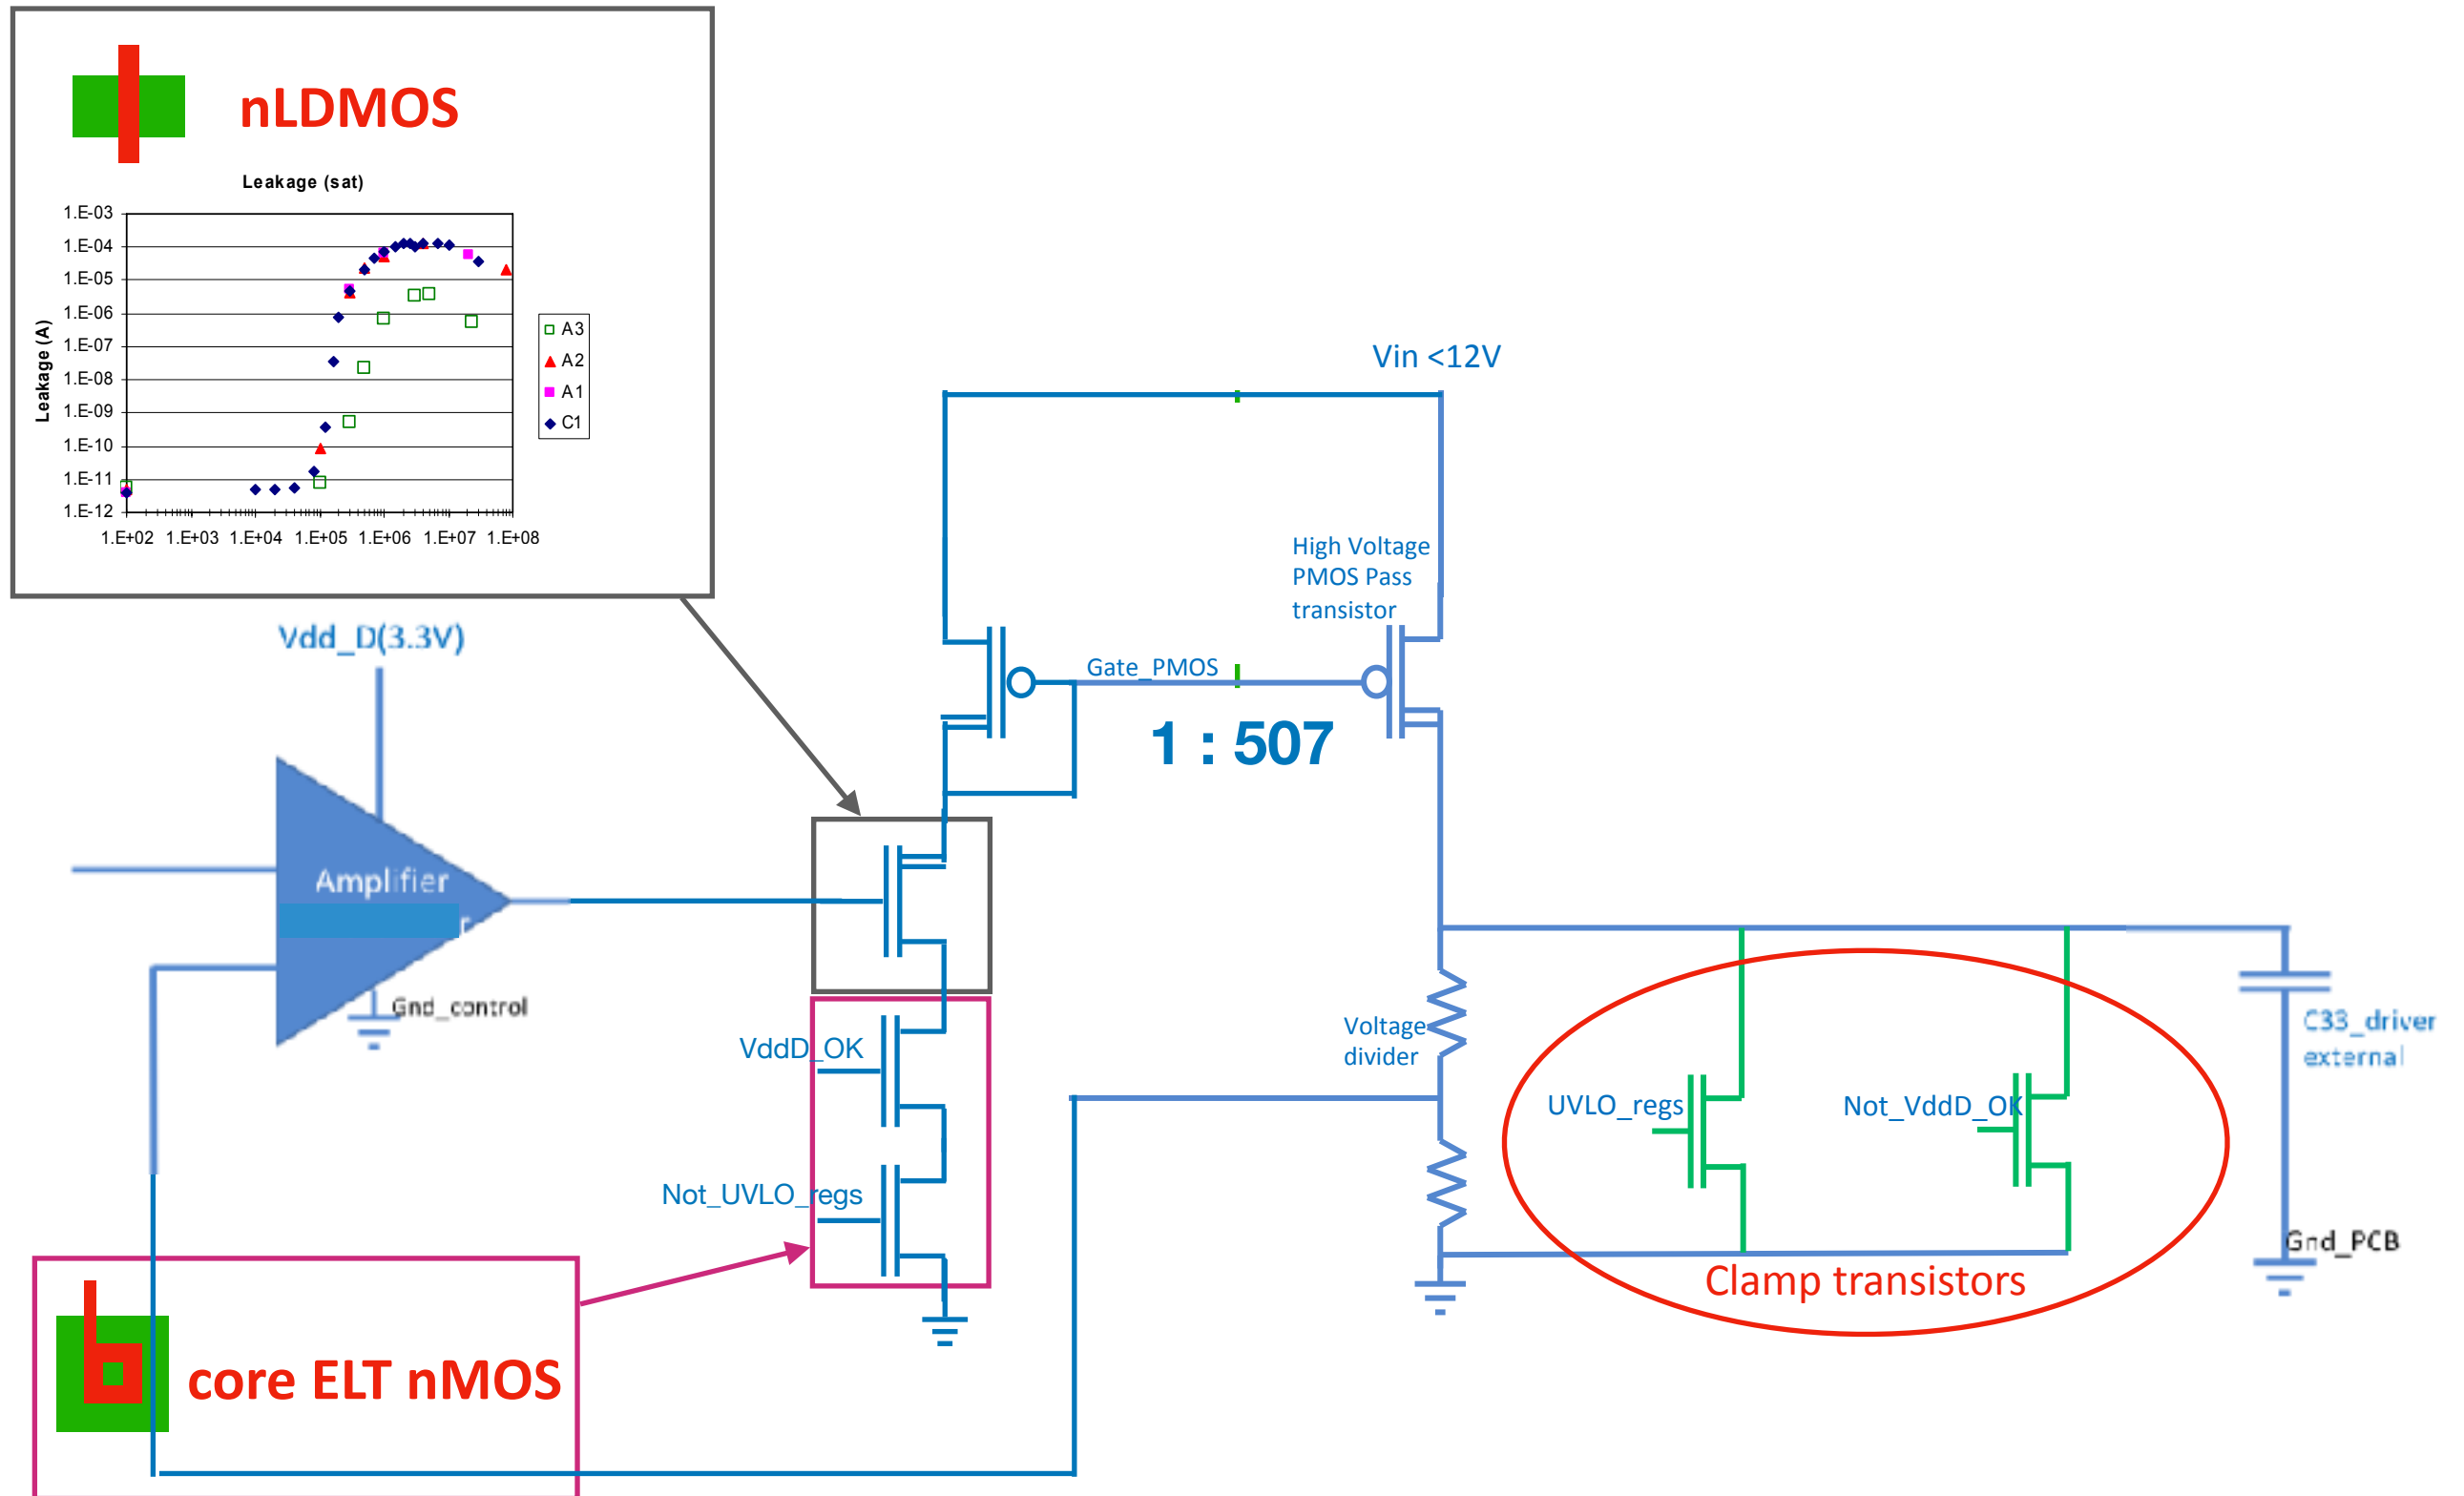 nLDMOS
Leakage (sat)
Leakage (A)
1.E-03
1.E-04
1.E-05
1.E-06
1.E-07
1.E-08
1.E-09
1.E-10
1.E-11
1.E-12
1.E+02 1.E+03 1.E+04 1.E+05 1.E+06 1.E+07 1.E+08
A3
A2
A1
C1
Vin <12V
High Voltage
PMOS Pass
transistor
Vdd_D(3.3V)
Gate_PMOS
1 : 507
Amplifier
Gnd_control
VddD_OK
Not_UVLO_regs
Voltage
divider
UVLO_regs
Not_VddD_OK
C33_driver
external
Gnd_PCB
Clamp transistors
core ELT nMOS